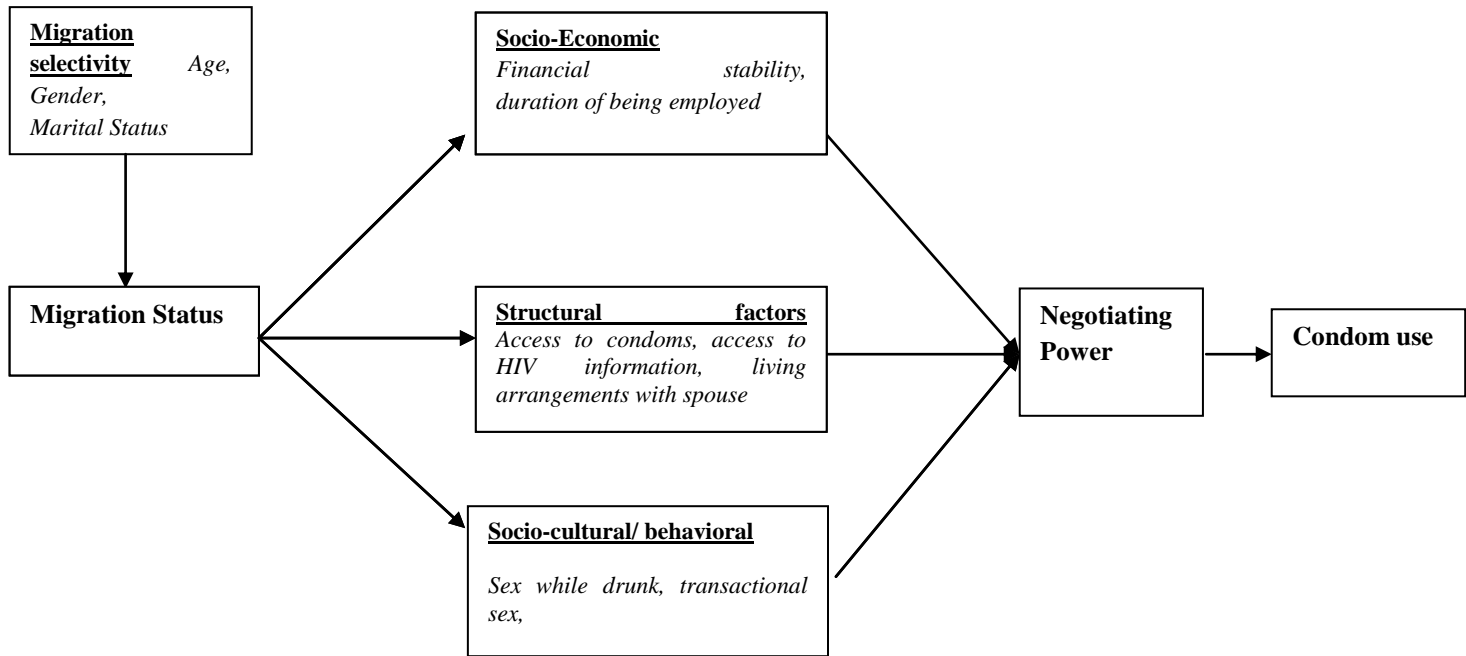 Migration
selectivity Age,
Gender,
Marital Status
Socio-Economic
Financial stability,
duration of being employed
Migration Status
Structural factors
Access to condoms, access to
HIV information, living
arrangements with spouse
Negotiating
Power
Condom use
Socio-cultural/ behavioral
Sex while drunk, transactional
sex,